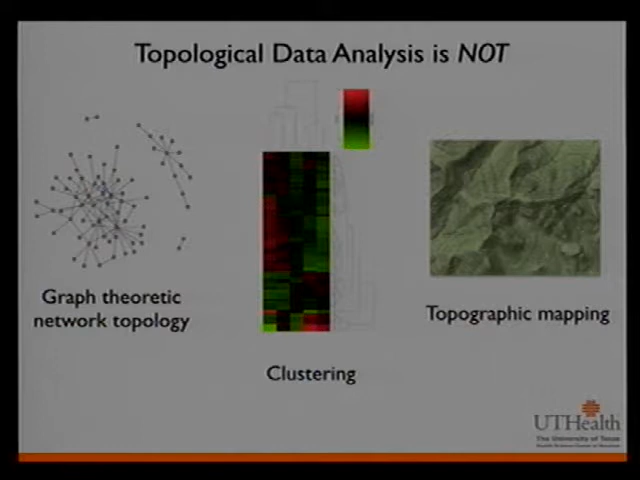 Topological Data Analysis is NOT
Graph theoretic
network topology
Clustering
Topographic mapping
UTHealth
The University of Texas